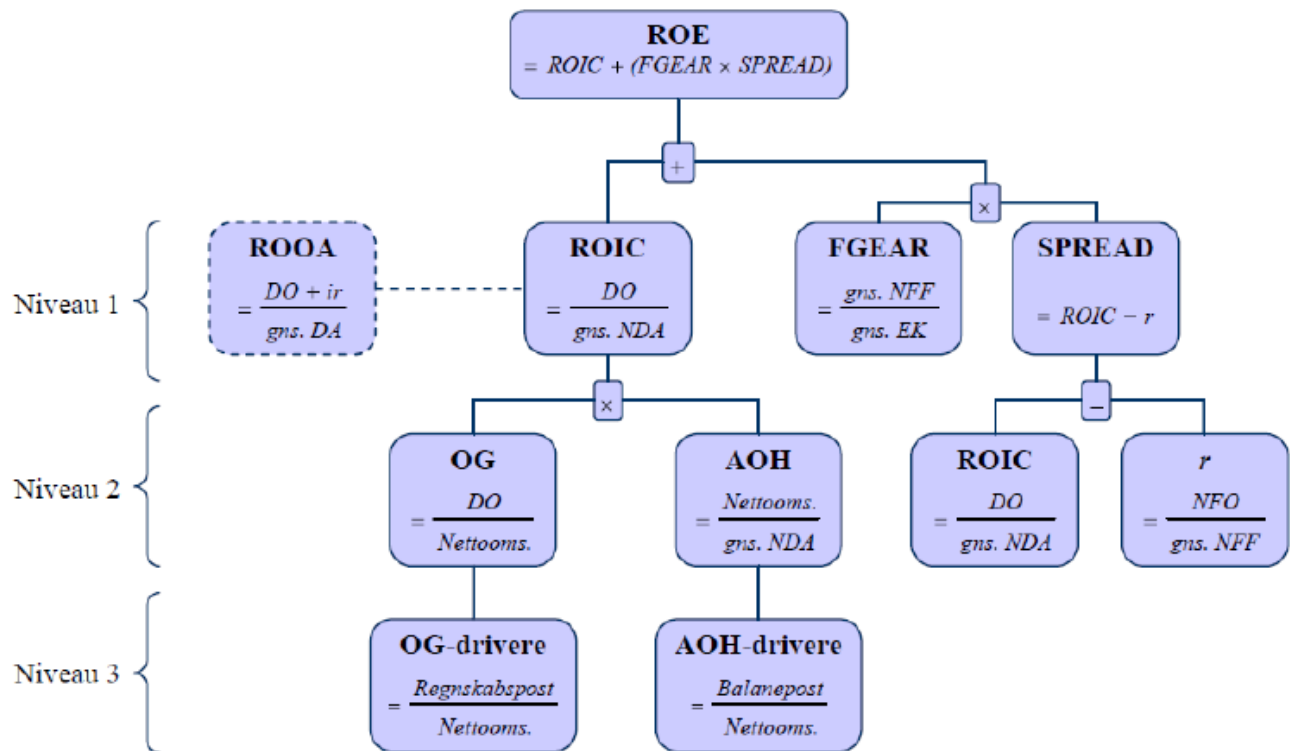 ROE
= ROIC + (FGEAR × SPREAD)
+
×
Niveau 1
ROOA
= DO + ir
gns. DA
ROIC
= DO
gns. NDA
FGEAR
= gns. NFF
gns. EK
SPREAD
= ROIC − r
×
−
Niveau 2
OG
= DO
Nettooms.
AOH
= Nettooms.
gns. NDA
ROIC
= DO
gns. NDA
r
= NFO
gns. NFF
Niveau 3
OG-drivere
= Regnskabspost
Nettooms.
AOH-drivere
= Balanepost
Nettooms.